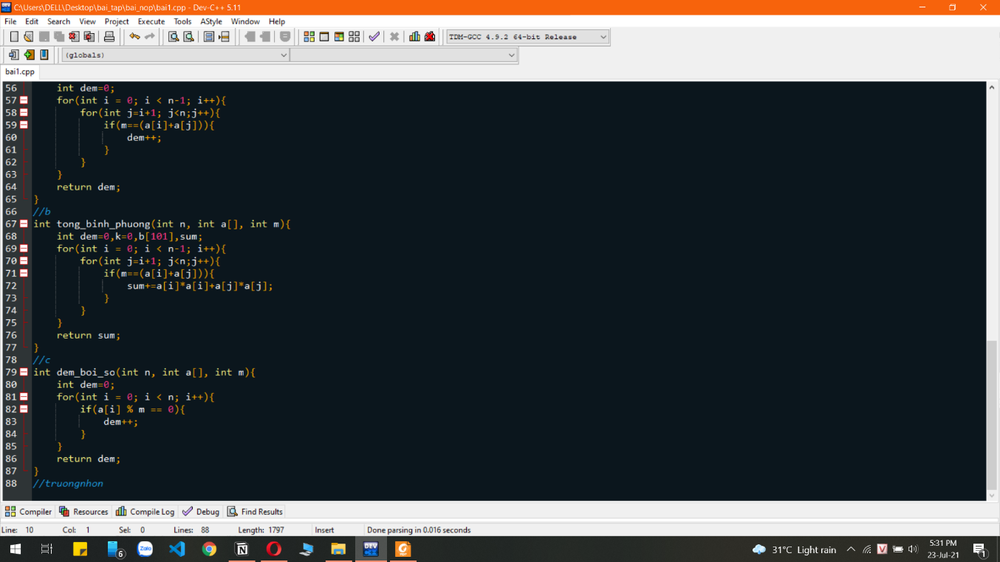 C:\Users\DELL\Desktop\bai_tap\bai_nop\bai1.cpp - Dev-C++ 5.11
File Edit Search View Project Execute Tools AStyle Window Help
TDM-GCC 4.9.2 64-bit Release
(globals)
bai1.cpp
56 int dem=0;
57 for(int i = 0; i < n-1; i++){
58 for(int j=i+1; j<n;j++){
59 if(m==(a[i]+a[j])){
60 dem++;
61 }
62 }
63 }
64 return dem;
65 }
66 //b
67 int tong_binh_phuong(int n, int a[], int m){
68 int dem=0,k=0,b[101],sum;
69 for(int i = 0; i < n-1; i++){
70 for(int j=i+1; j<n;j++){
71 if(m==(a[i]+a[j])){
72 sum+=a[i]*a[i]+a[j]*a[j];
73 }
74 }
75 }
76 return sum;
77 }
78 //c
79 int dem_boi_so(int n, int a[], int m){
80 int dem=0;
81 for(int i = 0; i < n; i++){
82 if(a[i] % m == 0){
83 dem++;
84 }
85 }
86 return dem;
87 }
88 //truongnhon
Compiler Resources Compile Log Debug Find Results
Line: 10 Col: 1 Sel: 0 Lines: 88 Length: 1797 Insert Done parsing in 0.016 seconds
6 Zalo DEV 31°C Light rain V 5:31 PM 1
23-Jul-21